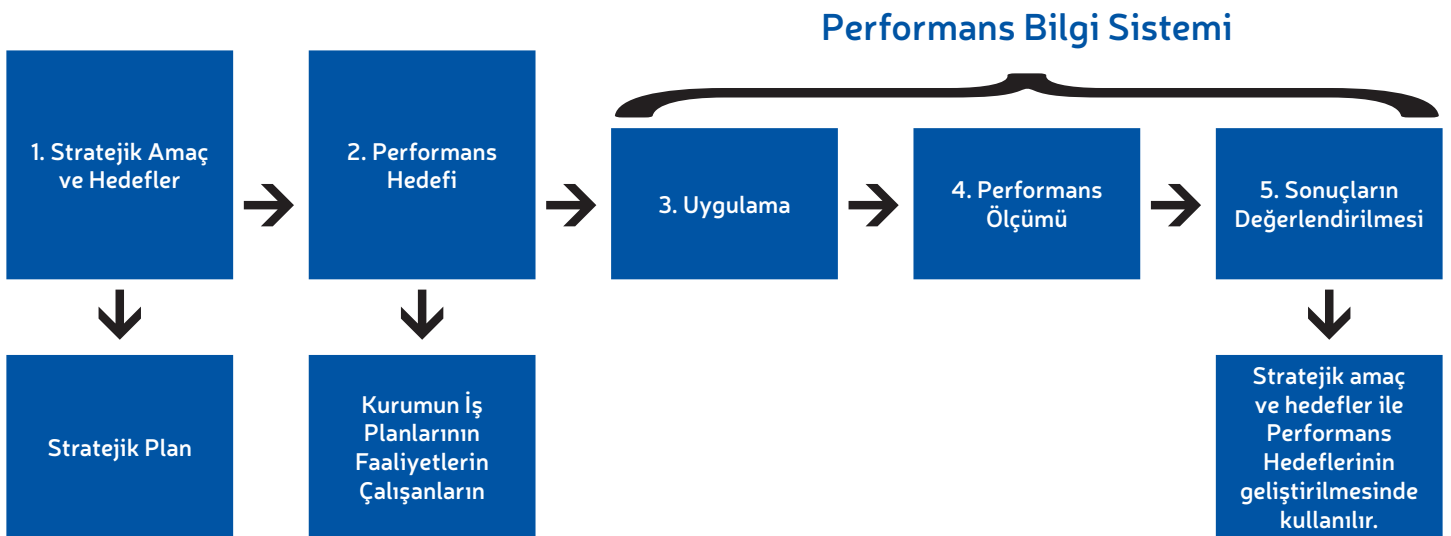 Performans Bilgi Sistemi
1. Stratejik Amaç
ve Hedefler
2. Performans
Hedefi
3. Uygulama
4. Performans
Ölçümü
5. Sonuçların
Değerlendirilmesi
Stratejik Plan
Kurumun İş
Planlarının
Faaliyetlerin
Çalışanların
Stratejik amaç
ve hedefler ile
Performans
Hedeflerinin
geliştirilmesinde
kullanılır.